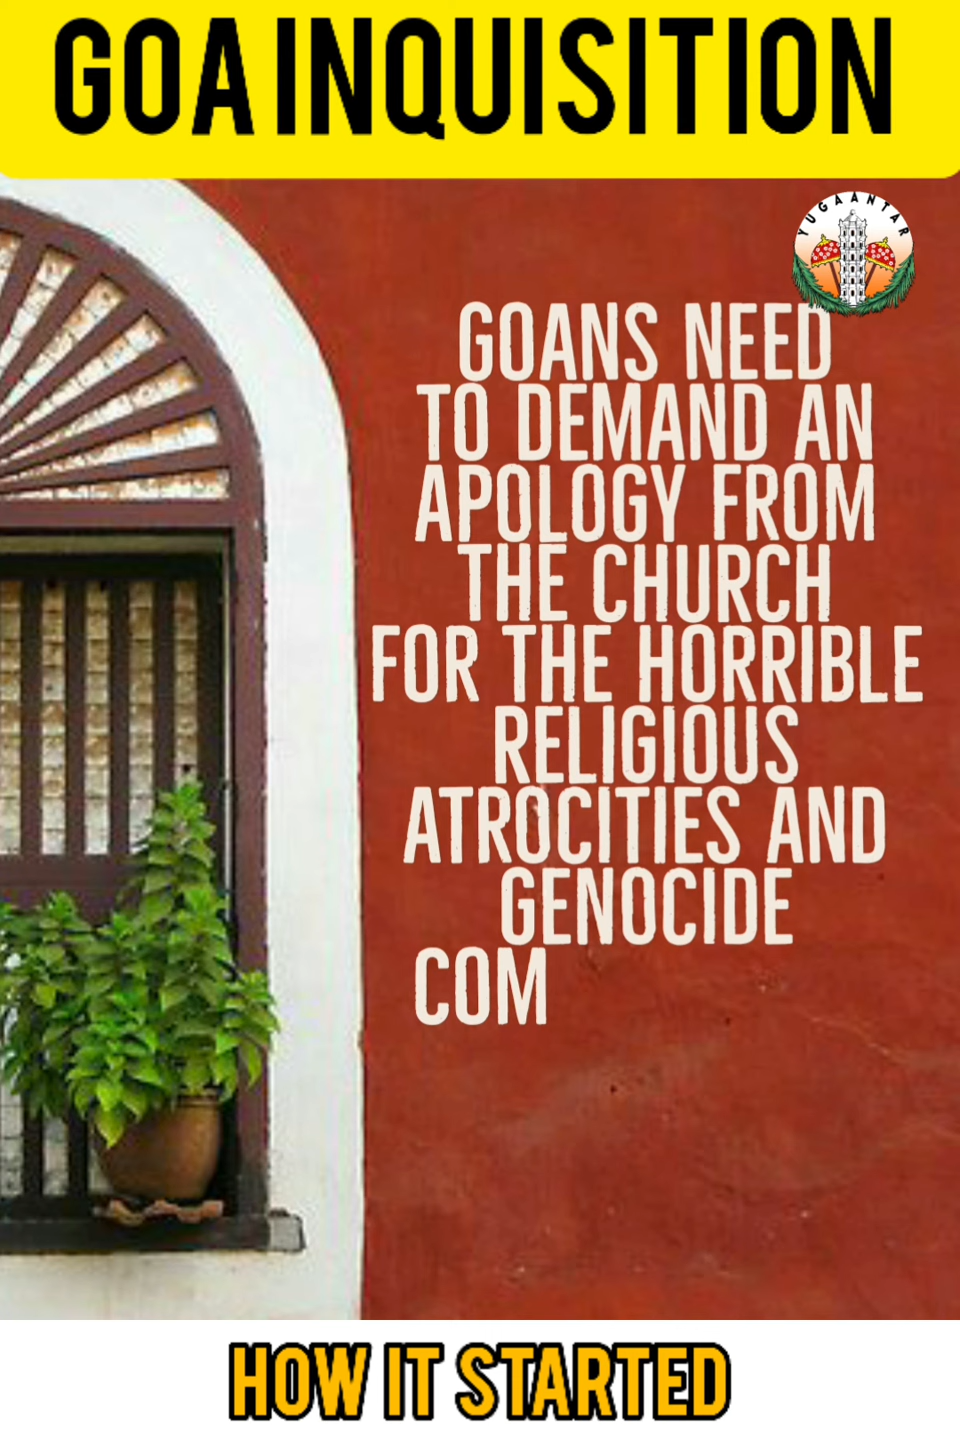 GOA INQUISITION
YUGAANTAR
GOANS NEED
TO DEMAND AN
APOLOGY FROM
THE CHURCH
FOR THE HORRIBLE
RELIGIOUS
ATROCITIES AND
GENOCIDE
COM
HOW IT STARTED